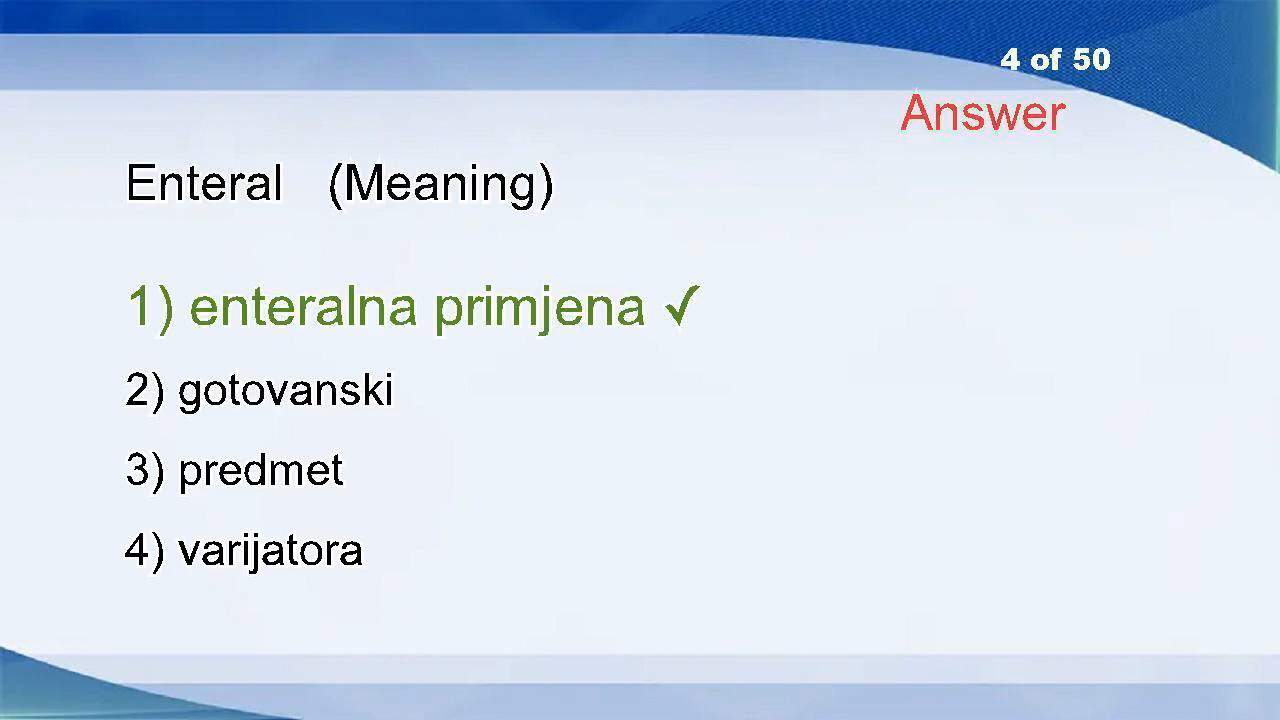 4 of 50
Answer
Enteral (Meaning)
1) enteralna primjena ✓
2) gotovanski
3) predmet
4) varijatora